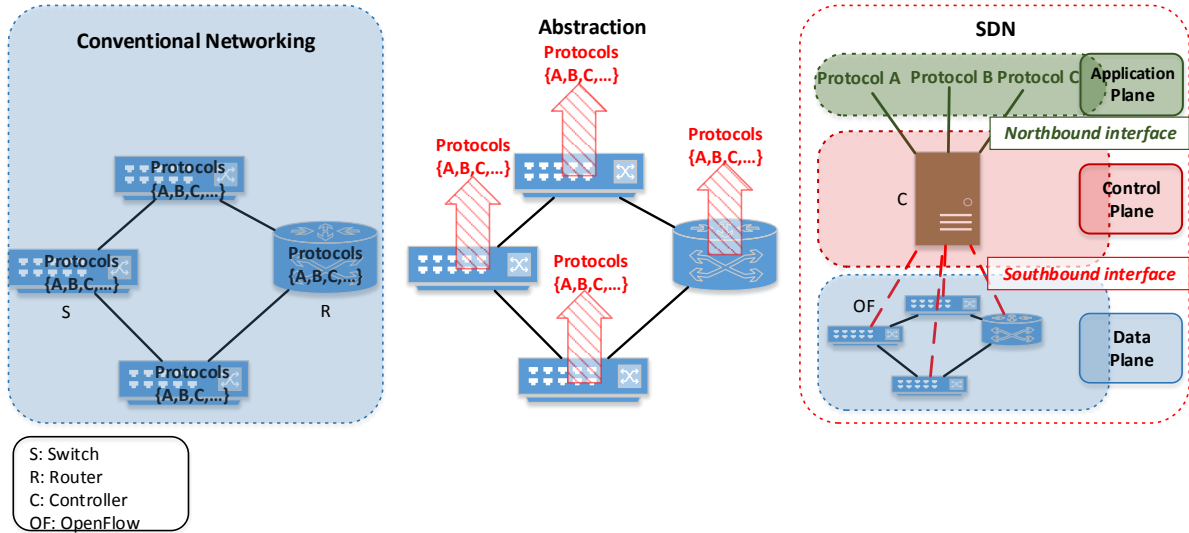 Conventional Networking
Protocols
{A,B,C,...}
Protocols
{A,B,C,...}
S
Protocols
{A,B,C,...}
R
Protocols
{A,B,C,...}
S: Switch
R: Router
C: Controller
OF: OpenFlow
Abstraction
Protocols
{A,B,C,...}
Protocols
{A,B,C,...}
Protocols
{A,B,C,...}
Protocols
{A,B,C,...}
SDN
Protocol A
Protocol B
Protocol C
Application
Plane
Northbound interface
C
Control
Plane
Southbound interface
OF
Data
Plane